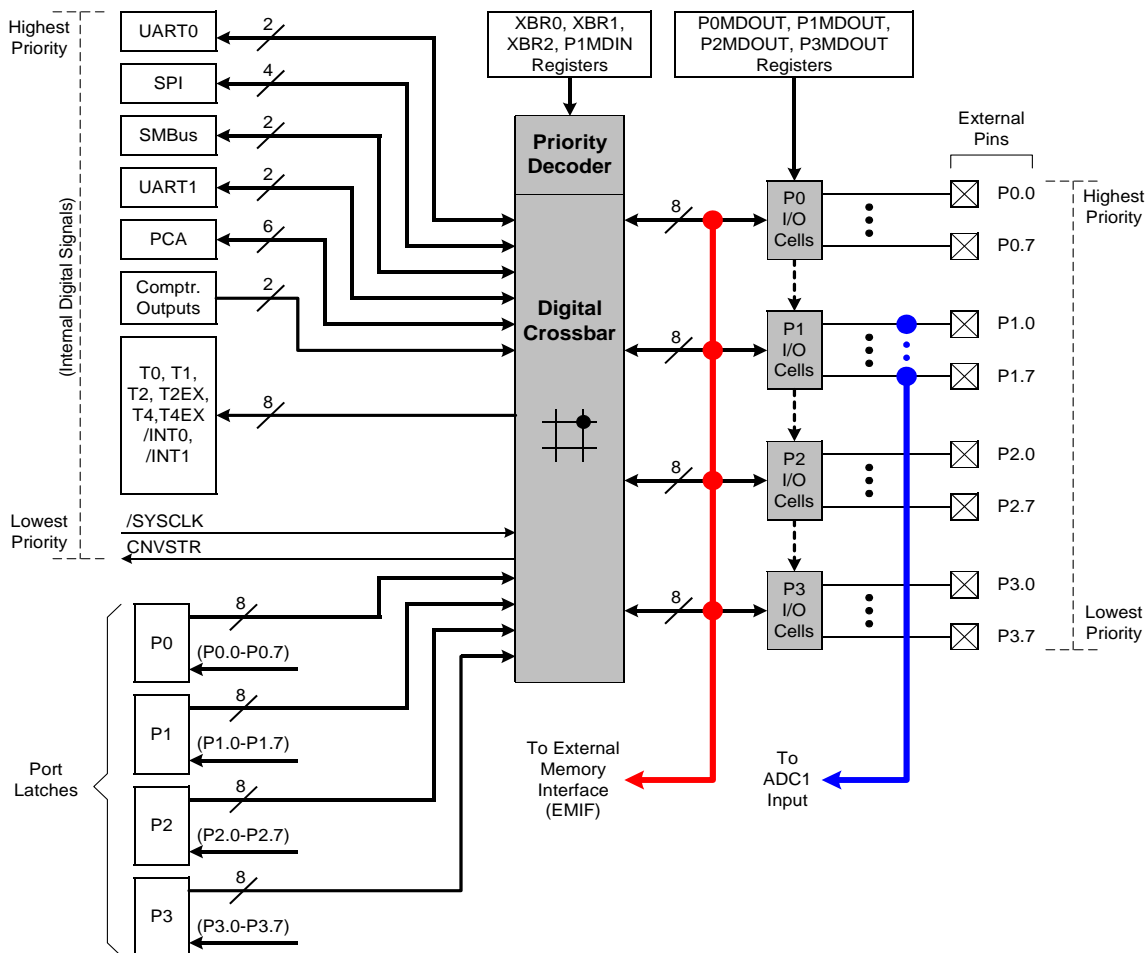 Highest
Priority
UART0
2
SPI
4
SMBus
2
UART1
2
PCA
6
Comptr.
Outputs
2
T0, T1,
T2, T2EX,
T4,T4EX
/INT0,
/INT1
8
(Internal Digital Signals)
Lowest
Priority
/SYSCLK
CNVSTR
XBR0, XBR1,
XBR2, P1MDIN
Registers
P0MDOUT, P1MDOUT,
P2MDOUT, P3MDOUT
Registers
Priority
Decoder
Digital
Crossbar
8
8
8
8
P0
I/O
Cells
P1
I/O
Cells
P2
I/O
Cells
P3
I/O
Cells
External
Pins
P0.0
P0.7
P1.0
P1.7
P2.0
P2.7
P3.0
P3.7
Highest
Priority
Lowest
Priority
Port
Latches
P0
8
(P0.0-P0.7)
P1
8
(P1.0-P1.7)
P2
8
(P2.0-P2.7)
P3
8
(P3.0-P3.7)
To External
Memory
Interface
(EMIF)
To
ADC1
Input